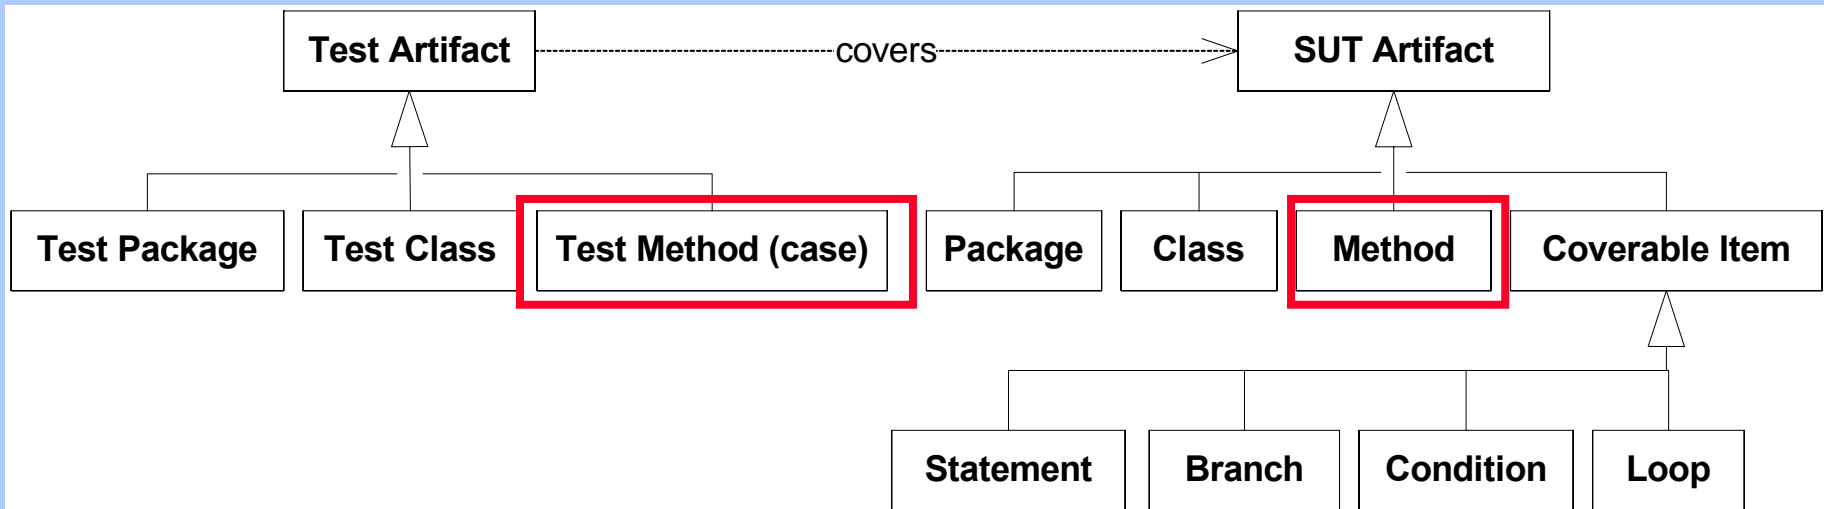 Test Artifact
covers
SUT Artifact
Test Package
Test Class
Test Method (case)
Package
Class
Method
Coverable Item
Statement
Branch
Condition
Loop